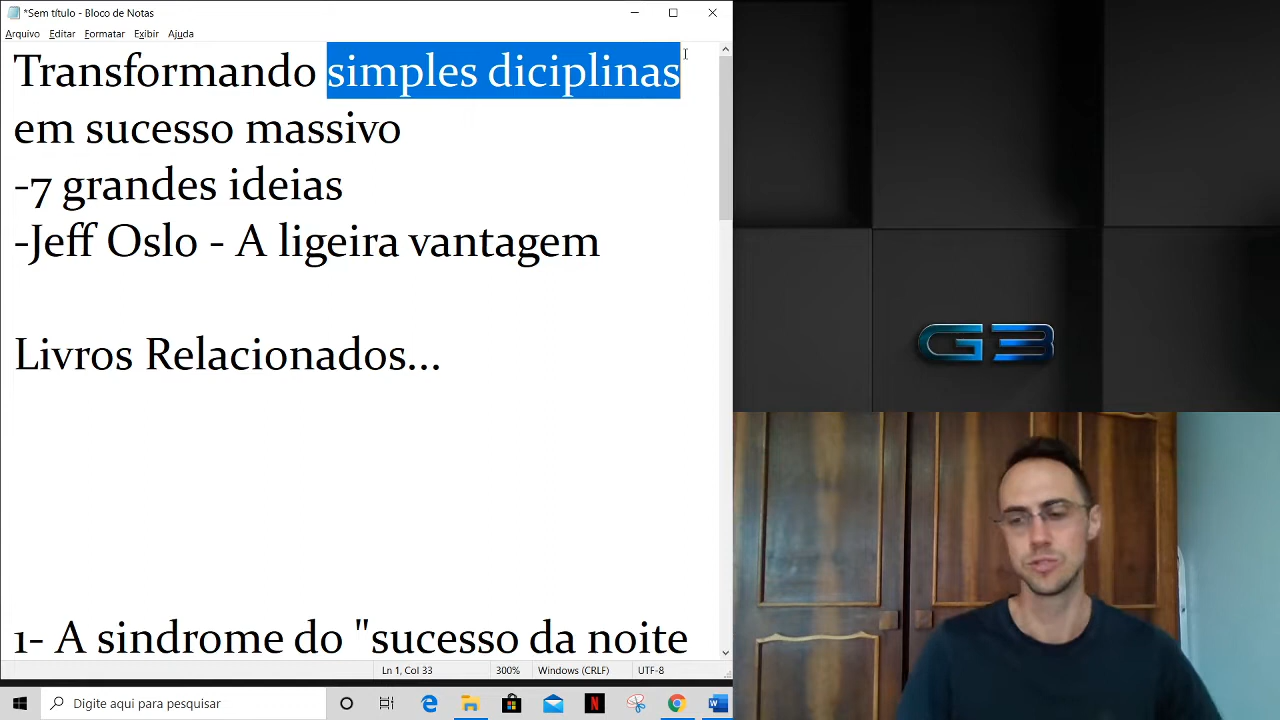 *Sem título - Bloco de Notas
Arquivo Editar Formatar Exibir Ajuda
Transformando simples diciplinas
em sucesso massivo
-7 grandes ideias
-Jeff Oslo - A ligeira vantagem
Livros Relacionados...
1- A sindrome do "sucesso da noite
Ln 1, Col 33 300% Windows (CRLF) UTF-8
Digite aqui para pesquisar
G3